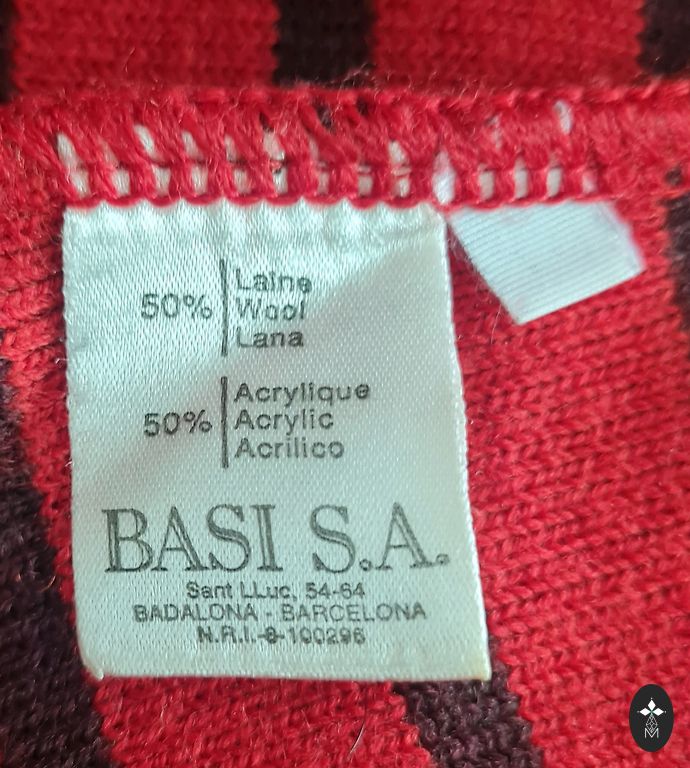 50%
Laine
Wool
Lana
50%
Acrylique
Acrylic
Acrilico
BASI S.A.
Sant LLuc, 54-64
BADALONA - BARCELONA
N.R.I.-8-100296
M